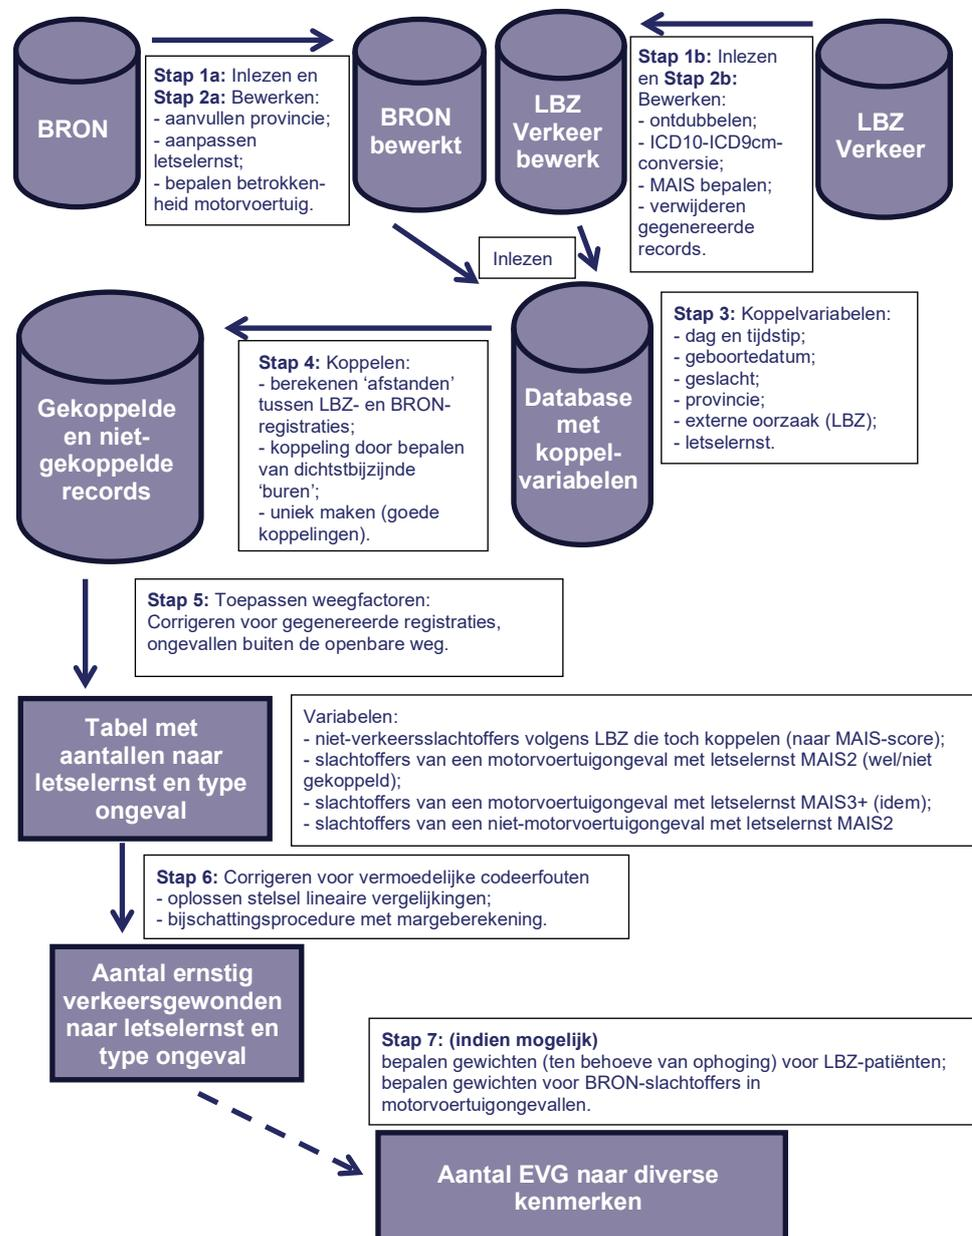 BRON
Stap 1a: Inlezen en
Stap 2a: Bewerken:
- aanvullen provincie;
- aanpassen
letselernst;
- bepalen betrokken-
heid motorvoertuig.
BRON
bewerkt
LBZ
Verkeer
bewerk
Stap 1b: Inlezen
en Stap 2b:
Bewerken:
- ontdubbelen;
- ICD10-ICD9cm-
conversie;
- MAIS bepalen;
- verwijderen
gegenereerde
records.
LBZ
Verkeer
Inlezen
Gekoppelde
en niet-
gekoppelde
records
Stap 4: Koppelen:
- berekenen ‘afstanden’
tussen LBZ- en BRON-
registraties;
- koppeling door bepalen
van dichtstbijzijnde
‘buren’;
- uniek maken (goede
koppelingen).
Database
met
koppel-
variabelen
Stap 3: Koppelvariabelen:
- dag en tijdstip;
- geboortedatum;
- geslacht;
- provincie;
- externe oorzaak (LBZ);
- letselernst.
Stap 5: Toepassen weegfactoren:
Corrigeren voor gegenereerde registraties,
ongevallen buiten de openbare weg.
Tabel met
aantallen naar
letselernst en type
ongeval
Variabelen:
- niet-verkeersslachtoffers volgens LBZ die toch koppelen (naar MAIS-score);
- slachtoffers van een motorvoertuigongeval met letselernst MAIS2 (wel/niet
gekoppeld);
- slachtoffers van een motorvoertuigongeval met letselernst MAIS3+ (idem);
- slachtoffers van een niet-motorvoertuigongeval met letselernst MAIS2
Stap 6: Corrigeren voor vermoedelijke codeerfouten
- oplossen stelsel lineaire vergelijkingen;
- bijschattingsprocedure met margeberekening.
Aantal ernstig
verkeersgewonden
naar letselernst en
type ongeval
Stap 7: (indien mogelijk)
bepalen gewichten (ten behoeve van ophoging) voor LBZ-patiënten;
bepalen gewichten voor BRON-slachtoffers in
motorvoertuigongevallen.
Aantal EVG naar diverse
kenmerken